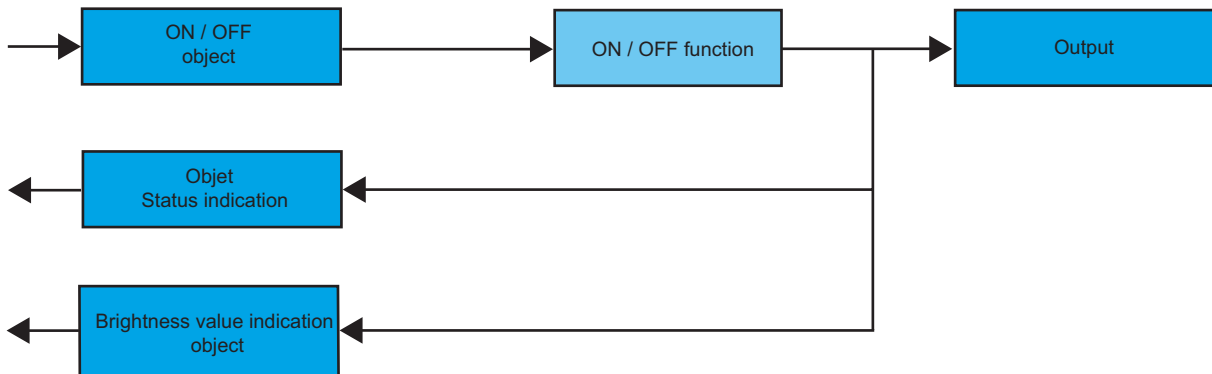 ON / OFF
object
ON / OFF function
Output
Objet
Status indication
Brightness value indication
object